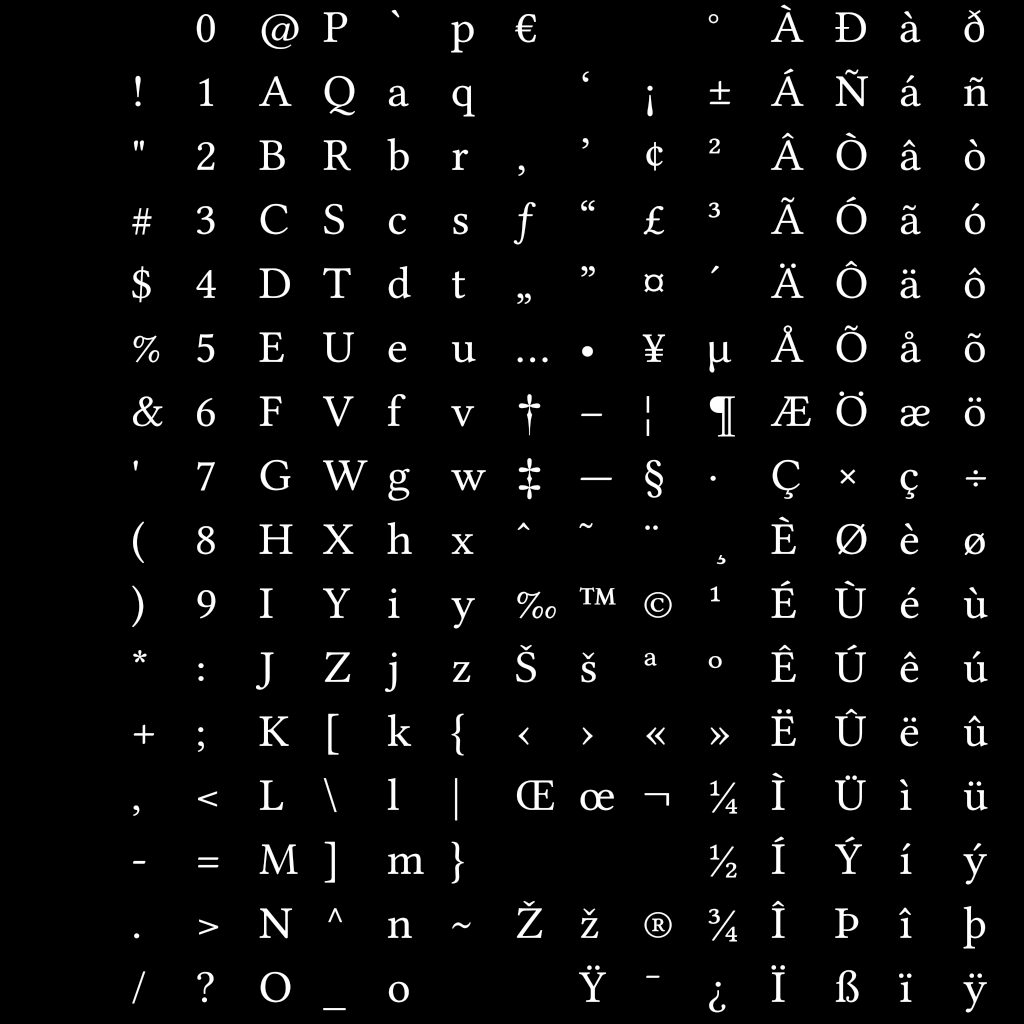 0 @ P ` p € ° À Ð à ð
! 1 A Q a q ‘ ¡ ± Á Ñ á ñ
" 2 B R b r ‚ ’ ¢ ² Â Ò â ò
# 3 C S c s ƒ “ £ ³ Ã Ó ã ó
$ 4 D T d t „ ” ¤ ´ Ä Ô ä ô
% 5 E U e u … • ¥ µ Å Õ å õ
& 6 F V f v † – ¦ ¶ Æ Ö æ ö
' 7 G W g w ‡ — § · Ç × ç ÷
( 8 H X h x ˆ ˜ ¨ ¸ È Ø è ø
) 9 I Y i y ‰ ™ © ¹ É Ù é ù
* : J Z j z Š š ª º Ê Ú ê ú
+ ; K [ k { ‹ › « » Ë Û ë û
, < L \ l | Œ œ ¬ ¼ Ì Ü ì ü
- = M ] m } ½ Í Ý í ý
. > N ^ n ~ Ž ž ® ¾ Î Þ î þ
/ ? O _ o Ÿ ¯ ¿ Ï ß ï ÿ